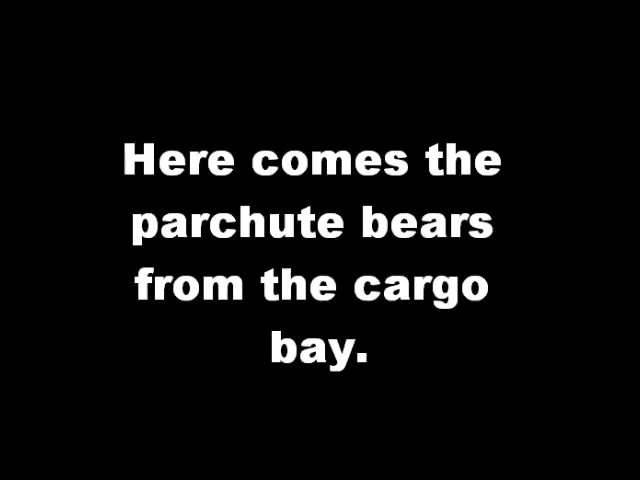 Here comes the
parchute bears
from the cargo
bay.